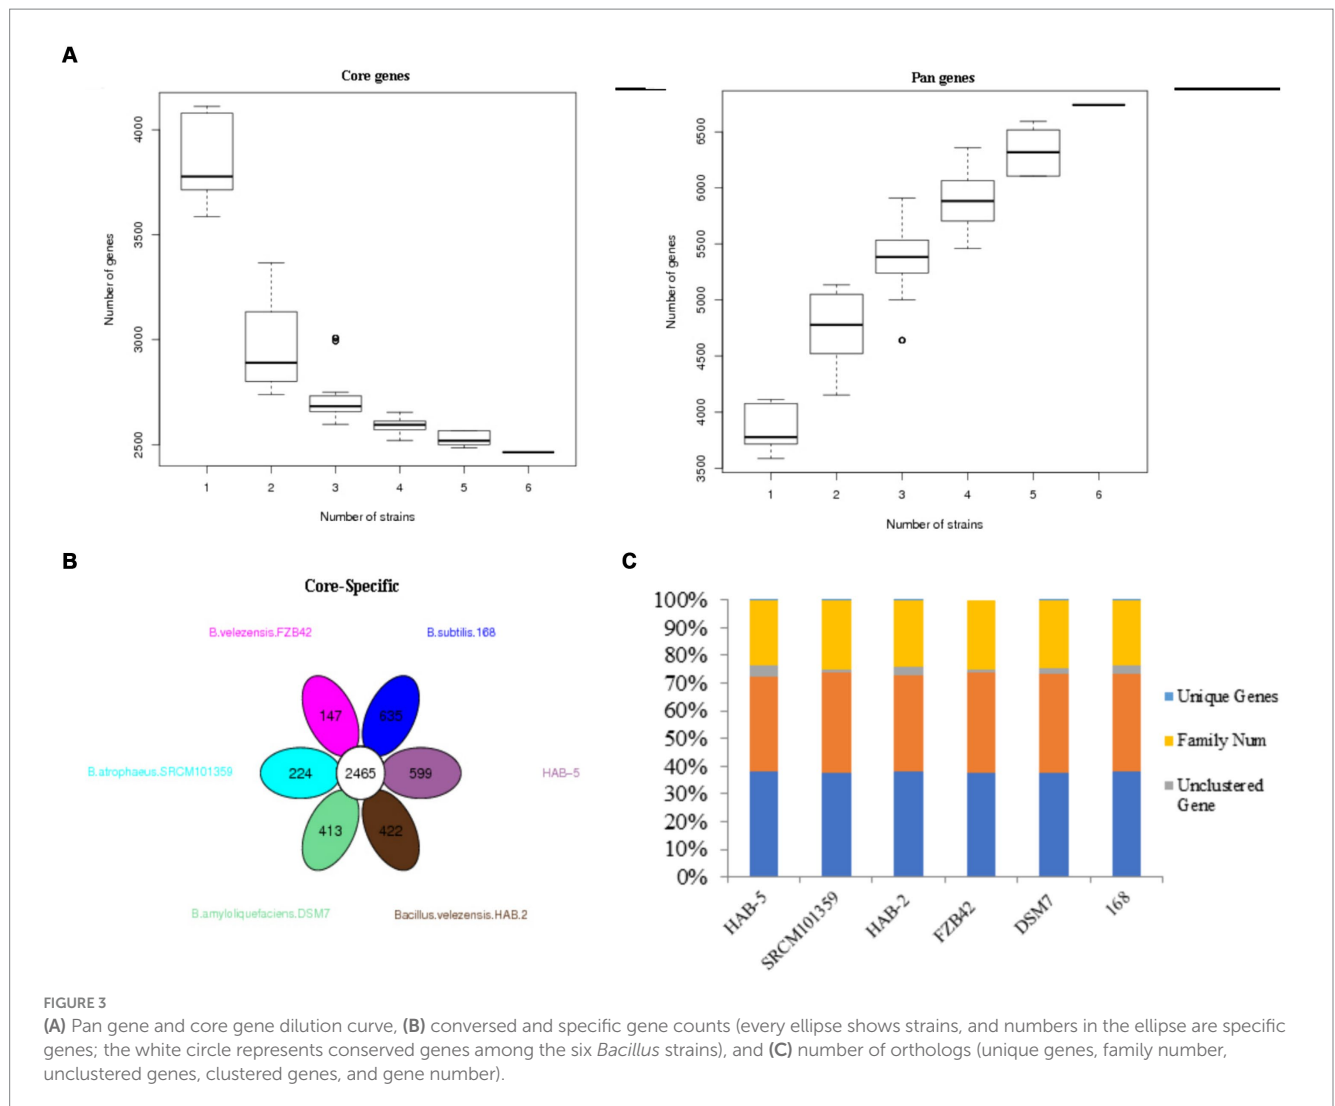 A
Core genes
Number of genes
4000
3500
3000
2500
1 2 3 4 5 6
Number of strains
Pan genes
Number of genes
6500
6000
5500
5000
4500
4000
3500
1 2 3 4 5 6
Number of strains
B
Core-Specific
B.velezensis.FZB42
B.subtilis.168
147
635
B.atrophaeus.SRCM101359
224
2465
599
HAB-5
413
422
B.amyloliquefaciens.DSM7
Bacillus.velezensis.HAB.2
C
100%
90%
80%
70%
60%
50%
40%
30%
20%
10%
0%
HAB-5
SRCM101359
HAB-2
FZB42
DSM7
168
Unique Genes
Family Num
Unclustered
Gene
FIGURE 3
(A) Pan gene and core gene dilution curve, (B) conversed and specific gene counts (every ellipse shows strains, and numbers in the ellipse are specific
genes; the white circle represents conserved genes among the six Bacillus strains), and (C) number of orthologs (unique genes, family number,
unclustered genes, clustered genes, and gene number).